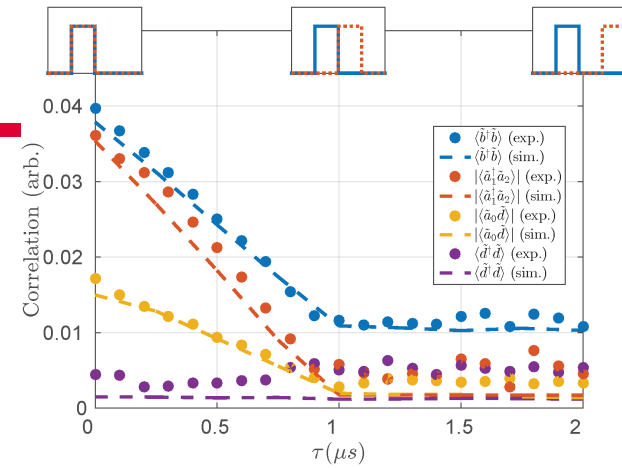 0.04
0.03
0.02
0.01
0
0
0.5
1
1.5
2
Correlation (arb.)
τ(μs)
⟨b̃†b̃⟩ (exp.)
⟨b̃†b̃⟩ (sim.)
|⟨ã₁†ã₂⟩| (exp.)
|⟨ã₁†ã₂⟩| (sim.)
|⟨ã₀d̃⟩| (exp.)
|⟨ã₀d̃⟩| (sim.)
⟨d̃†d̃⟩ (exp.)
⟨d̃†d̃⟩ (sim.)